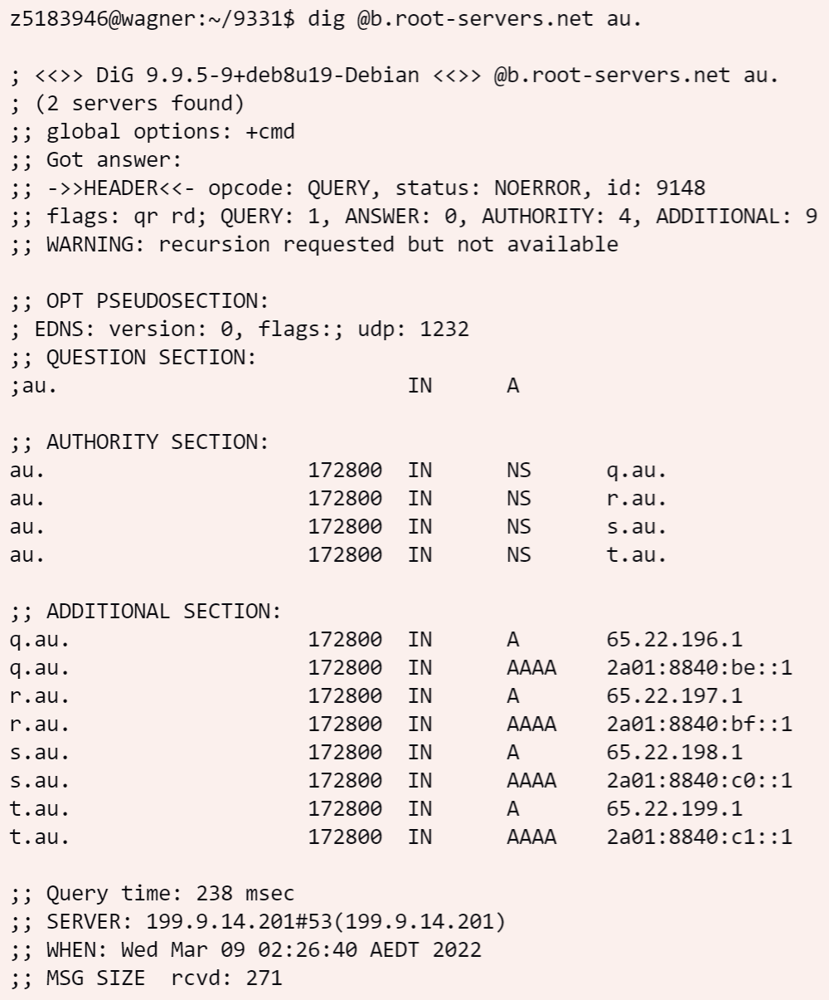 z5183946@wagner:~/9331$ dig @b.root-servers.net au.

; <<>> DiG 9.9.5-9+deb8u19-Debian <<>> @b.root-servers.net au.
; (2 servers found)
;; global options: +cmd
;; Got answer:
;; ->>HEADER<<- opcode: QUERY, status: NOERROR, id: 9148
;; flags: qr rd; QUERY: 1, ANSWER: 0, AUTHORITY: 4, ADDITIONAL: 9
;; WARNING: recursion requested but not available

;; OPT PSEUDOSECTION:
; EDNS: version: 0, flags:; udp: 1232
;; QUESTION SECTION:
;au.                            IN      A

;; AUTHORITY SECTION:
au.                     172800  IN      NS      q.au.
au.                     172800  IN      NS      r.au.
au.                     172800  IN      NS      s.au.
au.                     172800  IN      NS      t.au.

;; ADDITIONAL SECTION:
q.au.                   172800  IN      A       65.22.196.1
q.au.                   172800  IN      AAAA    2a01:8840:be::1
r.au.                   172800  IN      A       65.22.197.1
r.au.                   172800  IN      AAAA    2a01:8840:bf::1
s.au.                   172800  IN      A       65.22.198.1
s.au.                   172800  IN      AAAA    2a01:8840:c0::1
t.au.                   172800  IN      A       65.22.199.1
t.au.                   172800  IN      AAAA    2a01:8840:c1::1

;; Query time: 238 msec
;; SERVER: 199.9.14.201#53(199.9.14.201)
;; WHEN: Wed Mar 09 02:26:40 AEDT 2022
;; MSG SIZE  rcvd: 271